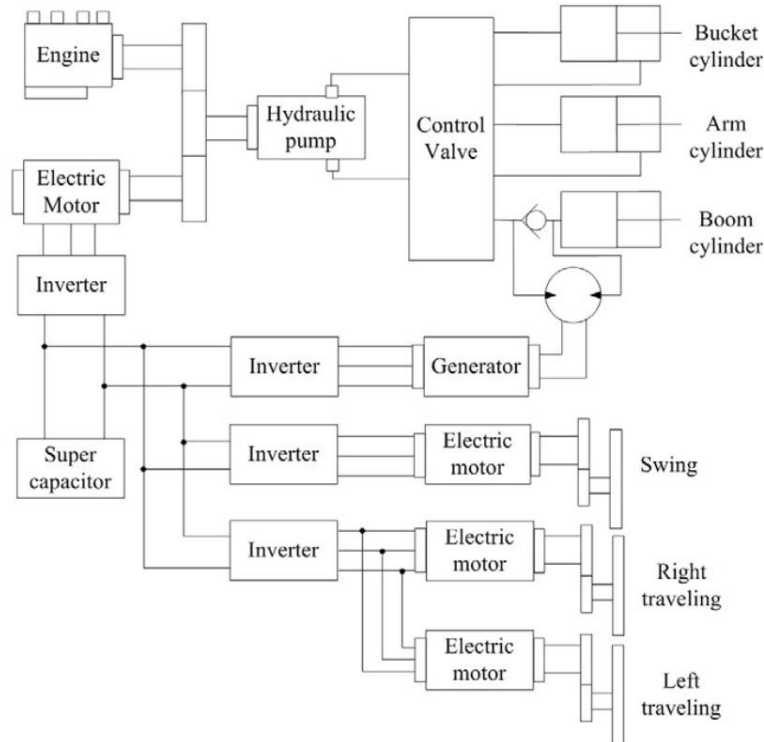 Engine
Hydraulic
pump
Control
Valve
Bucket
cylinder
Arm
cylinder
Boom
cylinder
Electric
Motor
Inverter
Super
capacitor
Inverter
Generator
Inverter
Electric
motor
Swing
Inverter
Electric
motor
Right
traveling
Electric
motor
Left
traveling